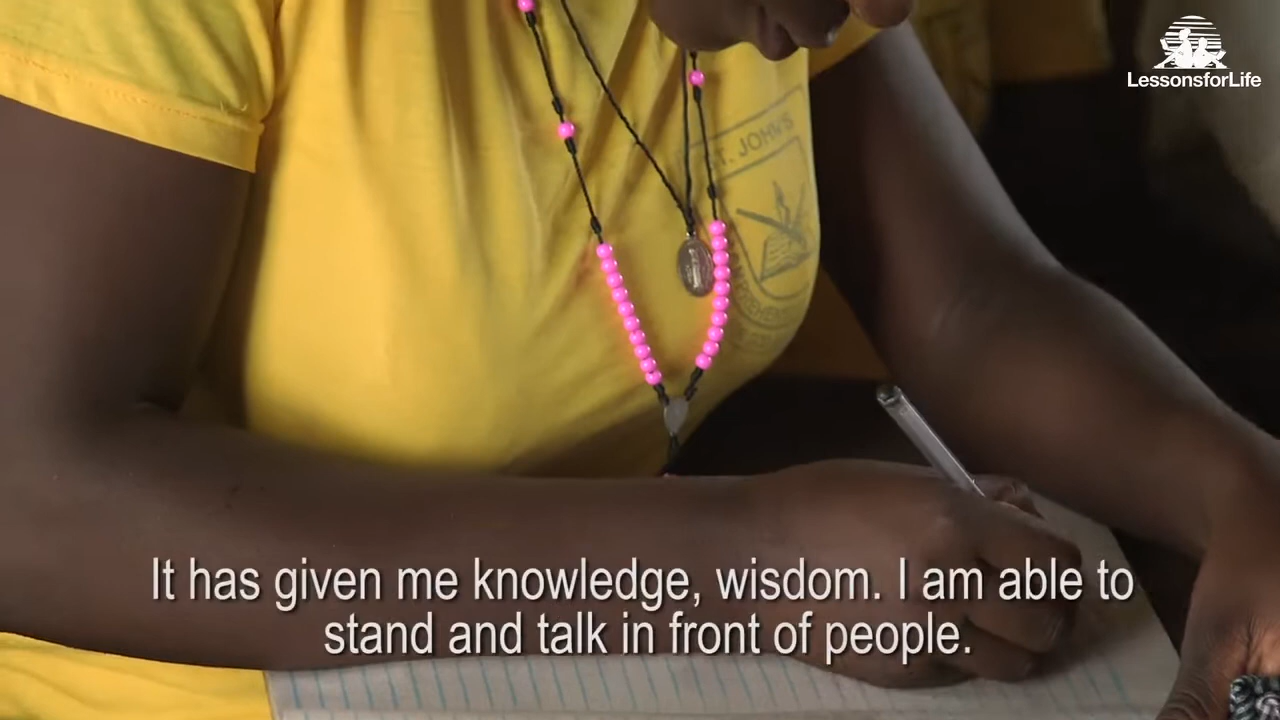 LessonsforLife
ST. JOHN'S
It has given me knowledge, wisdom. I am able to
stand and talk in front of people.